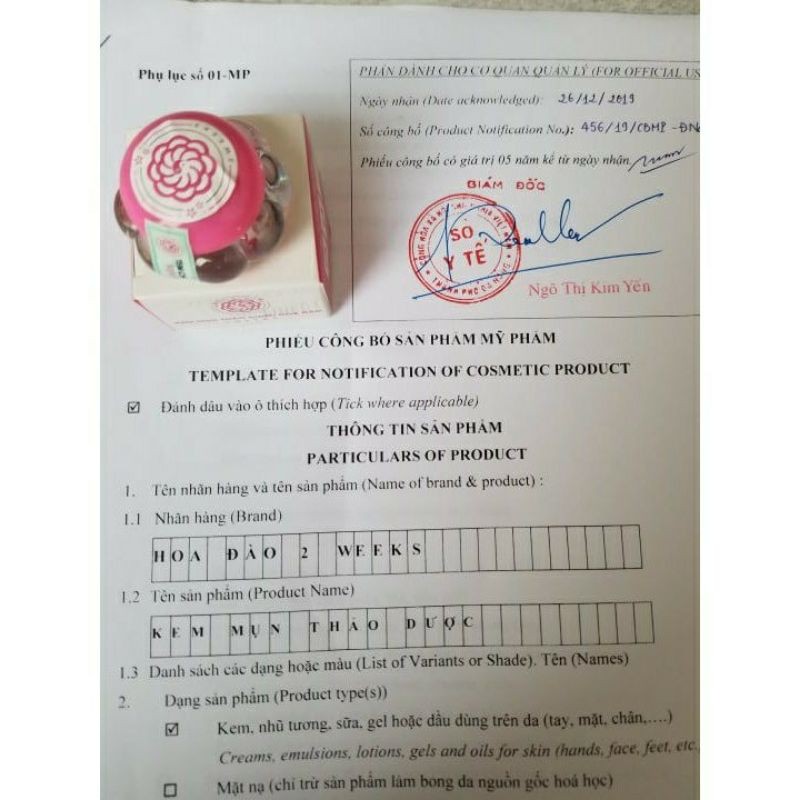 Phụ lục số 01-MP
PHẦN DÀNH CHO CƠ QUAN QUẢN LÝ (FOR OFFICIAL US
Ngày nhận (Date acknowledged): 26/12/2019
Số công bố (Product Notification No.): 456/19/CBMP-ĐN
Phiếu công bố có giá trị 05 năm kể từ ngày nhận
GIÁM ĐỐC
SỞ
Y TẾ
Ngô Thị Kim Yến
PHIẾU CÔNG BỐ SẢN PHẨM MỸ PHẨM
TEMPLATE FOR NOTIFICATION OF COSMETIC PRODUCT
☑ Đánh dấu vào ô thích hợp (Tick where applicable)
THÔNG TIN SẢN PHẨM
PARTICULARS OF PRODUCT
1. Tên nhãn hàng và tên sản phẩm (Name of brand & product) :
1.1 Nhãn hàng (Brand)
HOA ĐÀO 2 WEEKS
1.2 Tên sản phẩm (Product Name)
KEM MỤN THẢO DƯỢC
1.3 Danh sách các dạng hoặc màu (List of Variants or Shade). Tên (Names)
2. Dạng sản phẩm (Product type(s))
☑ Kem, nhũ tương, sữa, gel hoặc dầu dùng trên da (tay, mặt, chân,....)
Creams, emulsions, lotions, gels and oils for skin (hands, face, feet, etc.
☐ Mặt nạ (chỉ trừ sản phẩm làm bong da nguồn gốc hoá học)